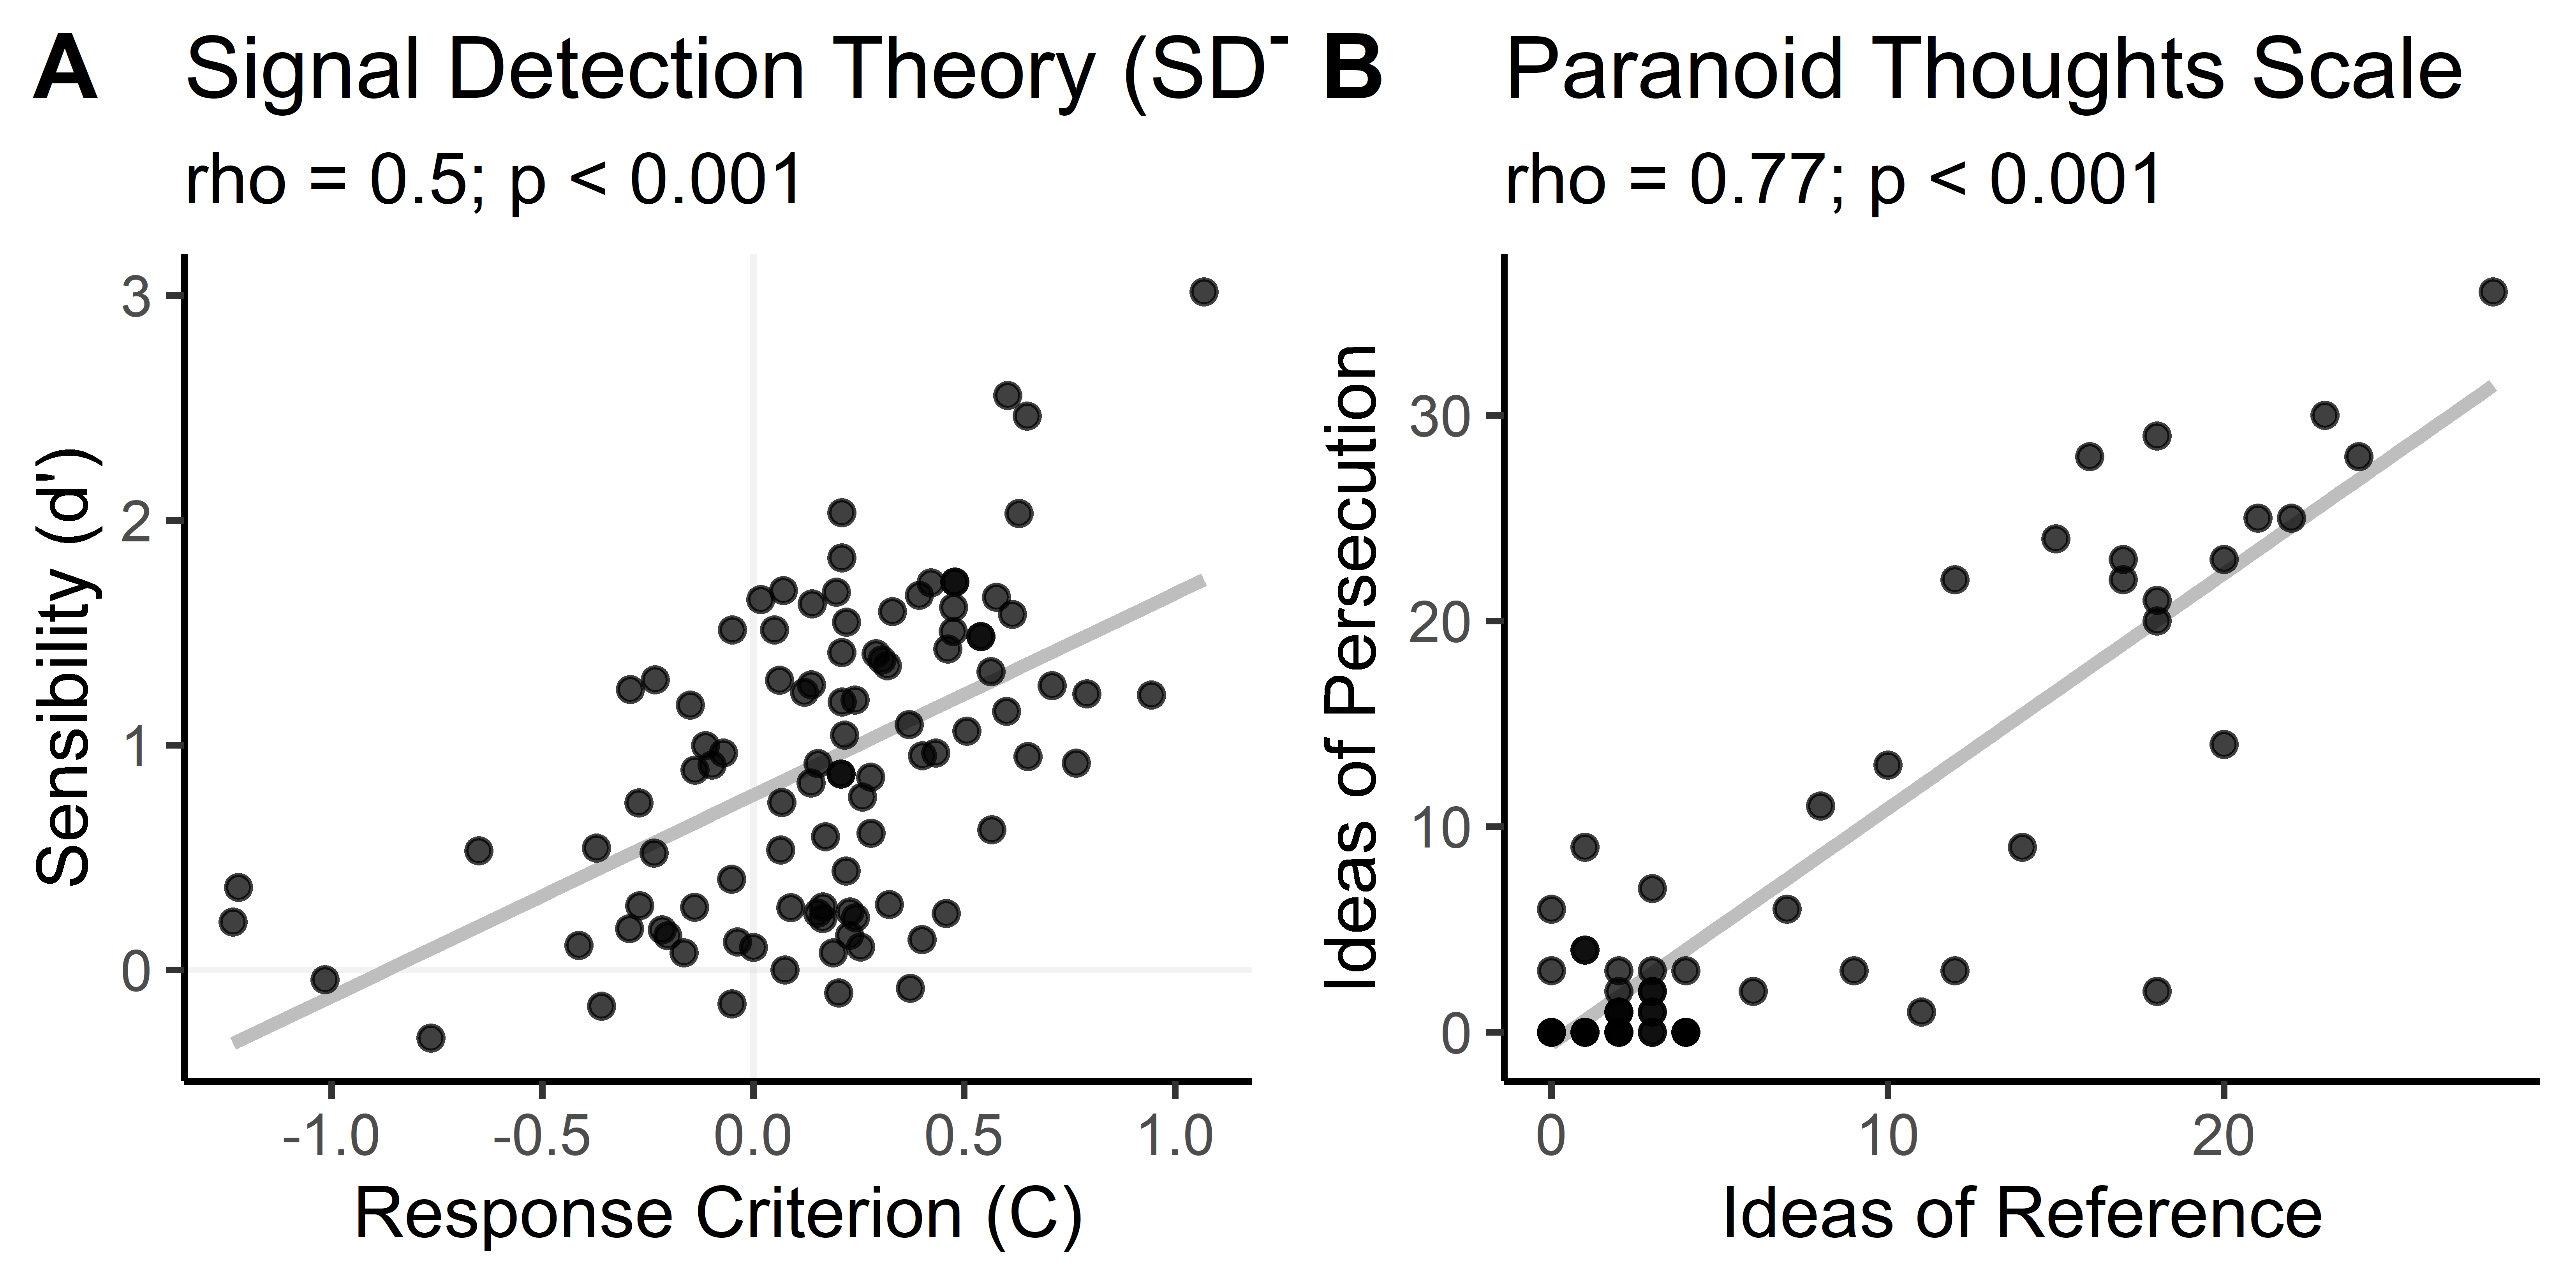 A Signal Detection Theory (SD
rho = 0.5; p < 0.001
Sensibility (d')
3
2
1
0
-1.0 -0.5 0.0 0.5 1.0
Response Criterion (C)
B Paranoid Thoughts Scale
rho = 0.77; p < 0.001
Ideas of Persecution
30
20
10
0
0 10 20
Ideas of Reference